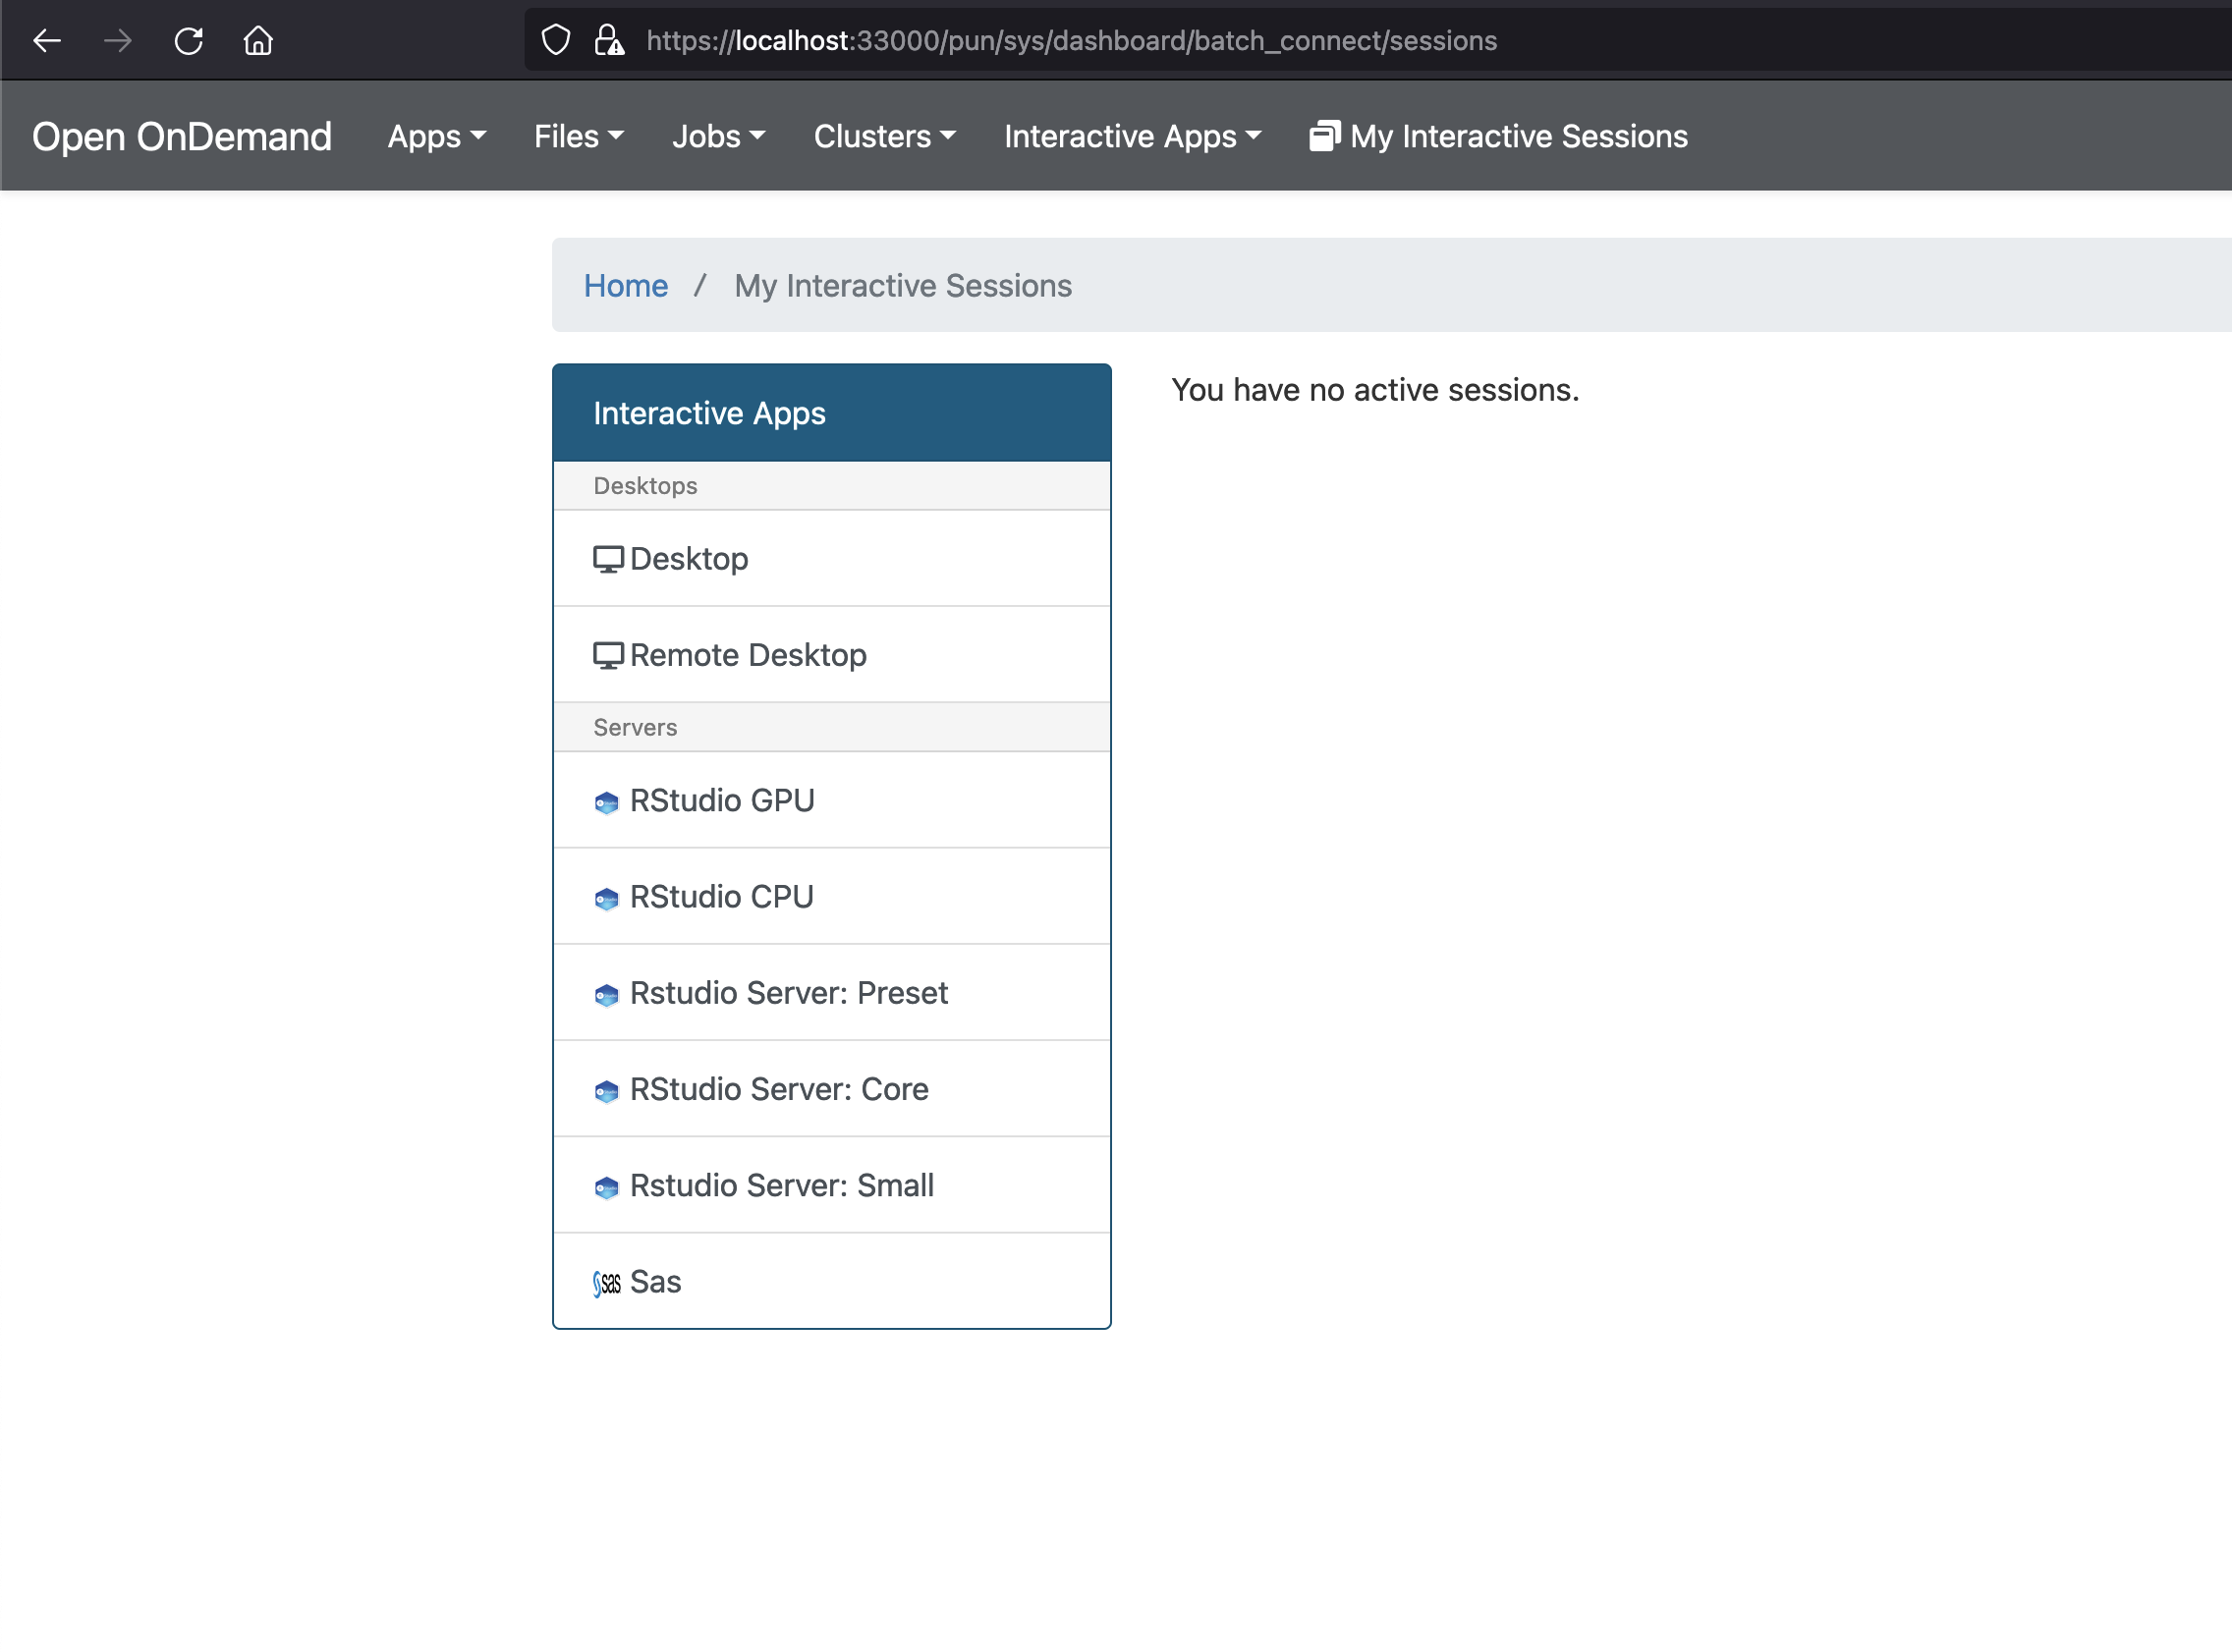 https://localhost:33000/pun/sys/dashboard/batch_connect/sessions
Open OnDemand Apps Files Jobs Clusters Interactive Apps My Interactive Sessions
Home / My Interactive Sessions
Interactive Apps
You have no active sessions.
Desktops
Desktop
Remote Desktop
Servers
RStudio GPU
RStudio CPU
Rstudio Server: Preset
RStudio Server: Core
Rstudio Server: Small
sas Sas